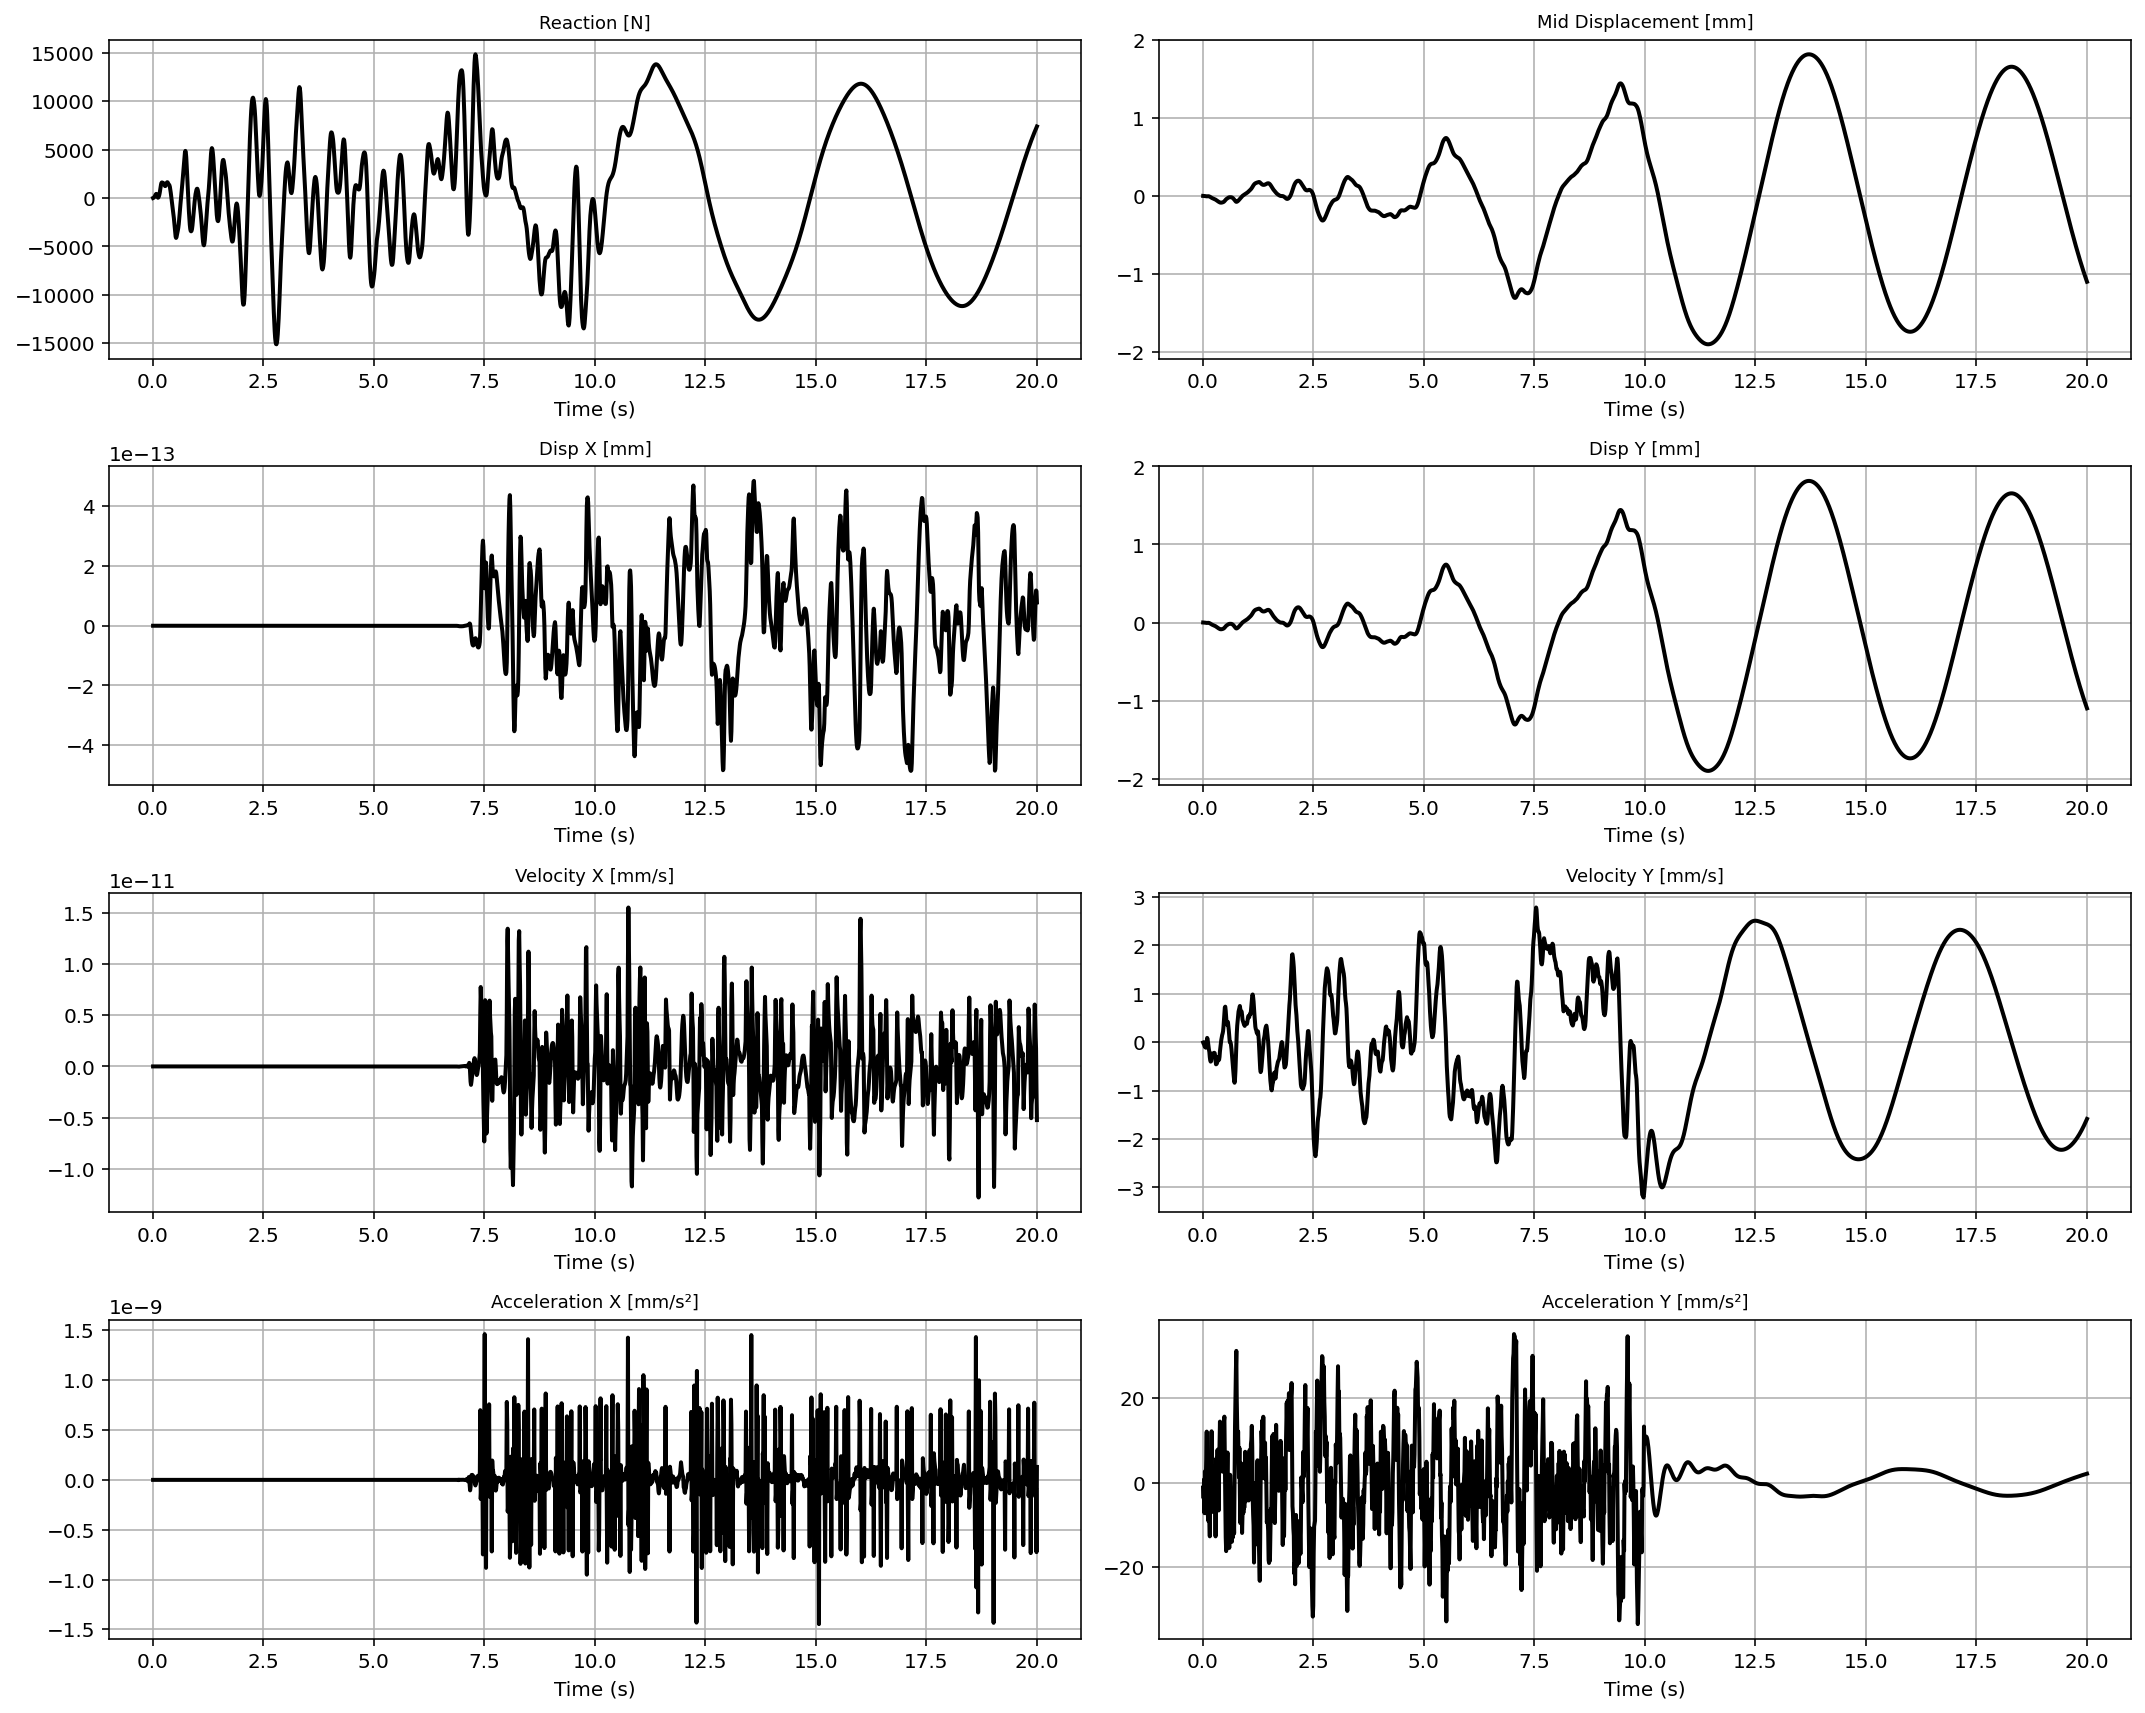 Reaction [N]
15000
10000
5000
0
−5000
−10000
−15000
0.0 2.5 5.0 7.5 10.0 12.5 15.0 17.5 20.0
Time (s)
Mid Displacement [mm]
2
1
0
−1
−2
0.0 2.5 5.0 7.5 10.0 12.5 15.0 17.5 20.0
Time (s)
1e−13
Disp X [mm]
4
2
0
−2
−4
0.0 2.5 5.0 7.5 10.0 12.5 15.0 17.5 20.0
Time (s)
Disp Y [mm]
2
1
0
−1
−2
0.0 2.5 5.0 7.5 10.0 12.5 15.0 17.5 20.0
Time (s)
1e−11
Velocity X [mm/s]
1.5
1.0
0.5
0.0
−0.5
−1.0
0.0 2.5 5.0 7.5 10.0 12.5 15.0 17.5 20.0
Time (s)
Velocity Y [mm/s]
3
2
1
0
−1
−2
−3
0.0 2.5 5.0 7.5 10.0 12.5 15.0 17.5 20.0
Time (s)
1e−9
Acceleration X [mm/s²]
1.5
1.0
0.5
0.0
−0.5
−1.0
−1.5
0.0 2.5 5.0 7.5 10.0 12.5 15.0 17.5 20.0
Time (s)
Acceleration Y [mm/s²]
20
0
−20
0.0 2.5 5.0 7.5 10.0 12.5 15.0 17.5 20.0
Time (s)